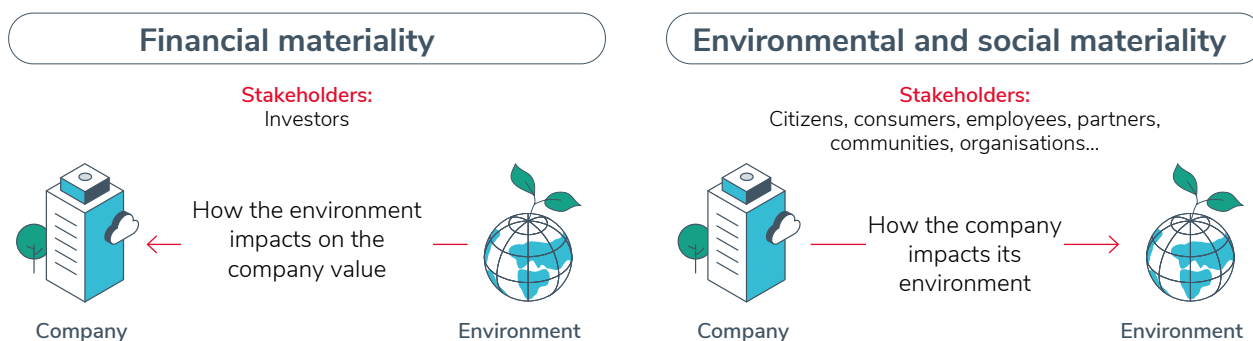 Financial materiality
Stakeholders:
Investors
How the environment
impacts on the
company value
Company
Environment
Environmental and social materiality
Stakeholders:
Citizens, consumers, employees, partners,
communities, organisations...
How the company
impacts its
environment
Company
Environment